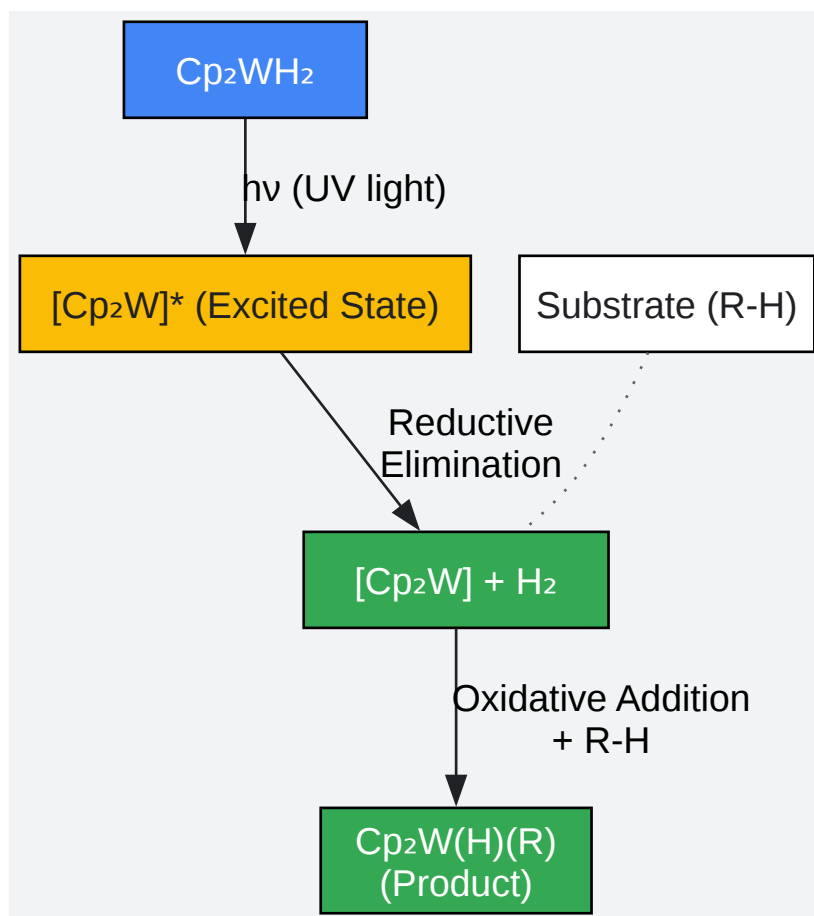 Cp₂WH₂
hν (UV light)
[Cp₂W]* (Excited State)
Substrate (R-H)
Reductive
Elimination
[Cp₂W] + H₂
Oxidative Addition
+ R-H
Cp₂W(H)(R)
(Product)